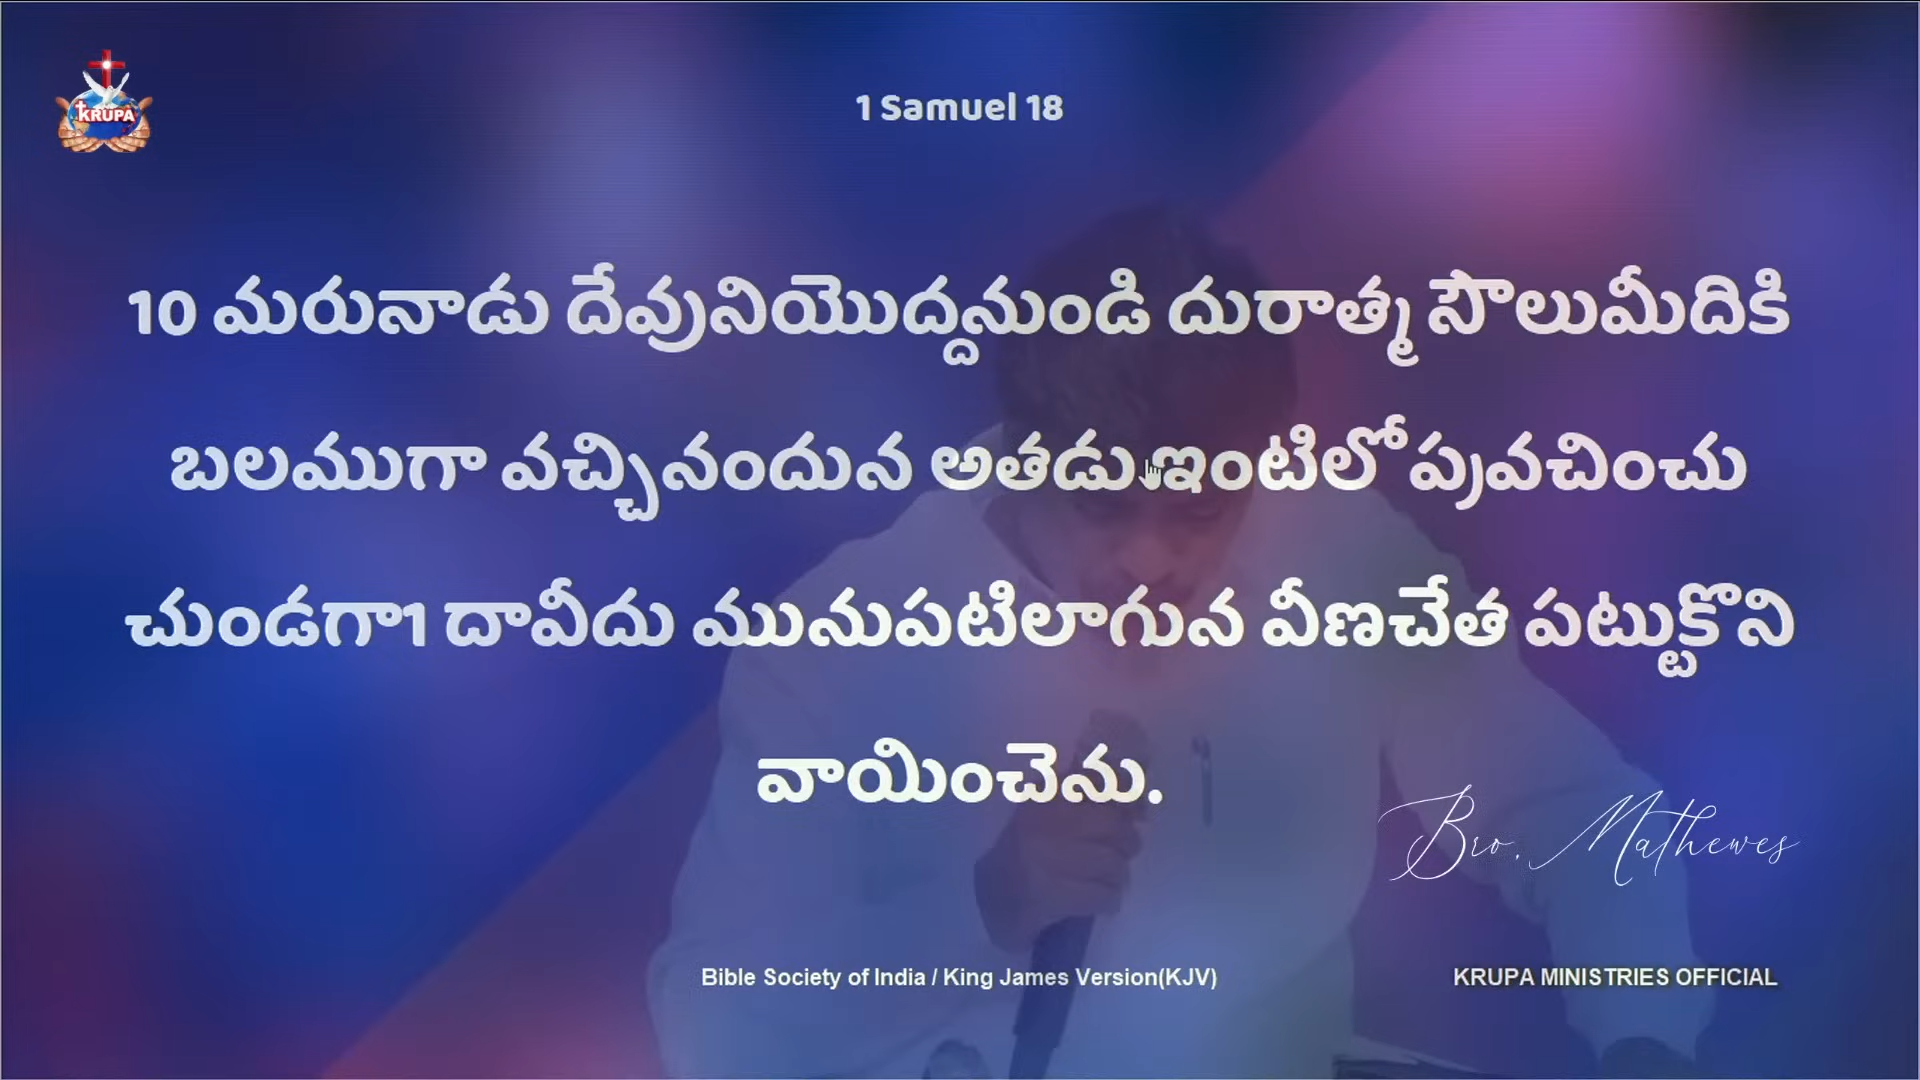 KRUPA
1 Samuel 18
10 మరునాడు దేవునియొద్దనుండి దురాత్మ సౌలుమీదికి
బలముగా వచ్చినందున అతడు ఇంటిలో ప్రవచించు
చుండగా1 దావీదు మునుపటిలాగున వీణచేత పట్టుకొని
వాయించెను.
Bro. Mathewes
Bible Society of India / King James Version(KJV)
KRUPA MINISTRIES OFFICIAL